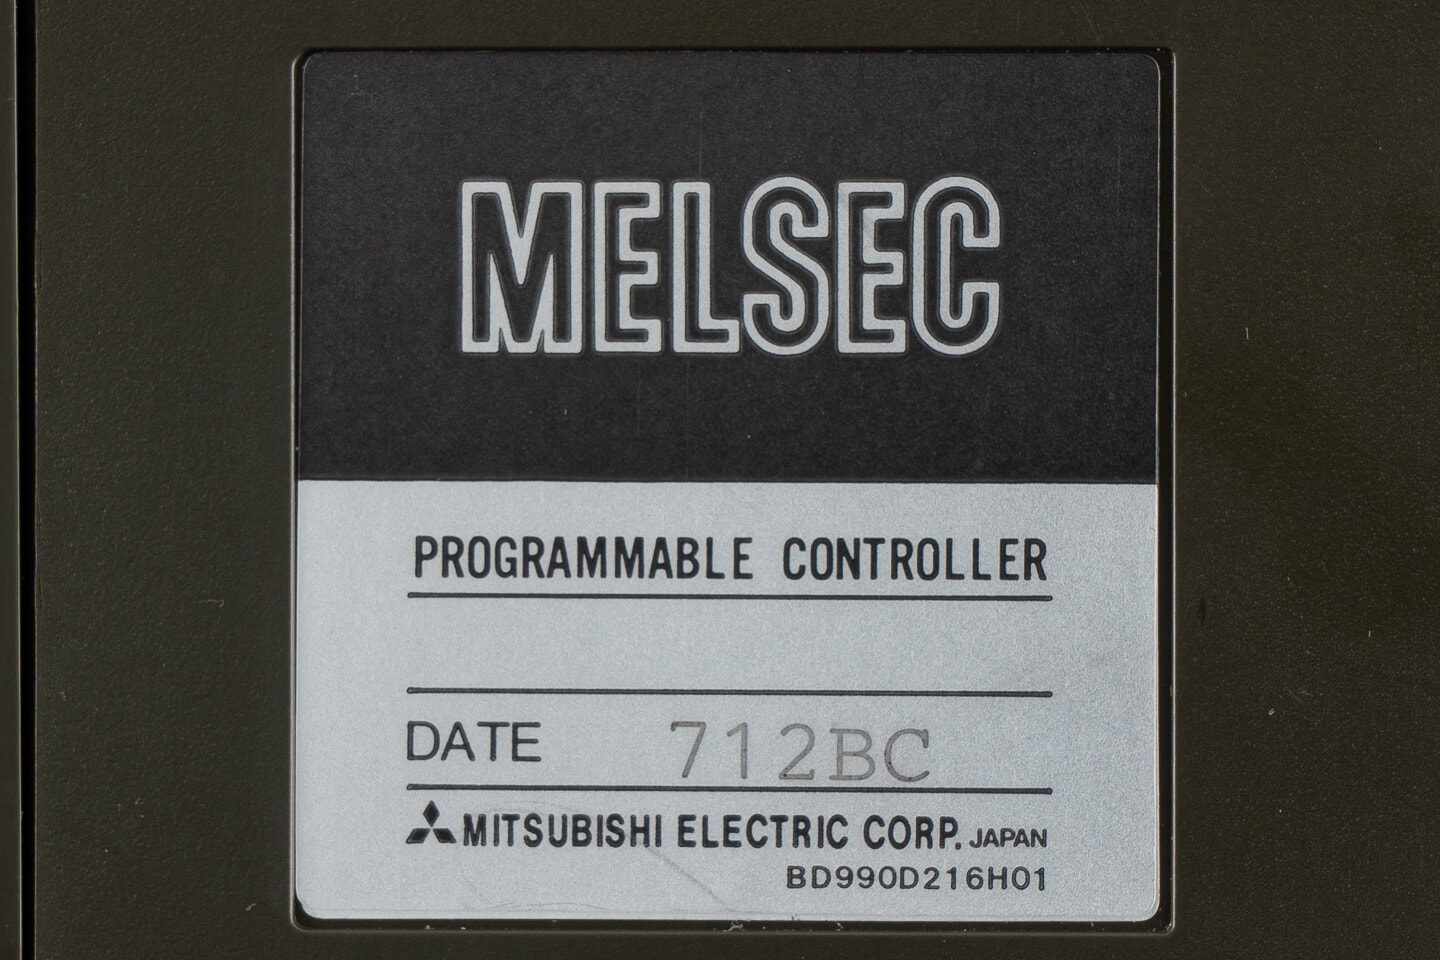 MELSEC
PROGRAMMABLE CONTROLLER
DATE 712BC
MITSUBISHI ELECTRIC CORP. JAPAN
BD990D216H01